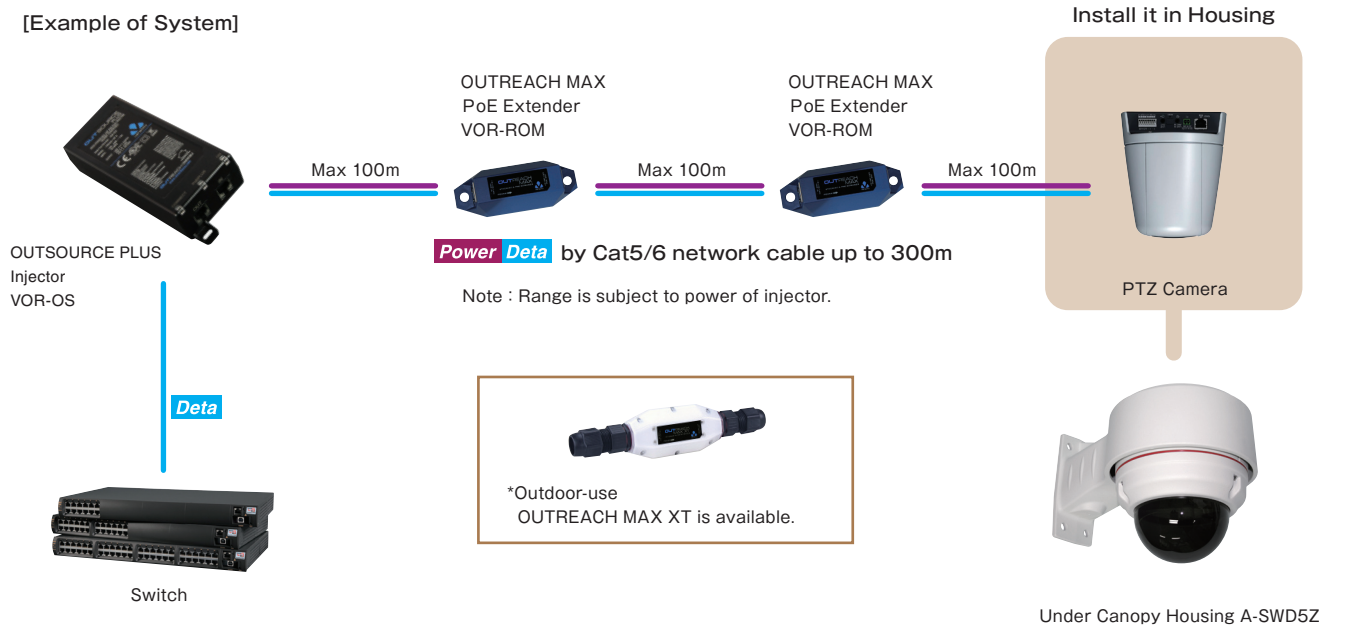 [Example of System]
Install it in Housing
OUTREACH MAX
PoE Extender
VOR-ROM
OUTREACH MAX
PoE Extender
VOR-ROM
Max 100m
Max 100m
Max 100m
OUTSOURCE PLUS
Injector
VOR-OS
Power Deta by Cat5/6 network cable up to 300m
Note : Range is subject to power of injector.
PTZ Camera
Deta
*Outdoor-use
OUTREACH MAX XT is available.
Switch
Under Canopy Housing A-SWD5Z